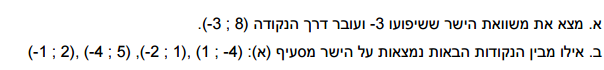 א. מצא את משוואת הישר ששיפועו 3- ועובר דרך הנקודה (8 ; 3-).
ב. אילו מבין הנקודות הבאות נמצאות על הישר מסעיף (א): (4- ; 1), (1 ; 2-), (5 ; 4-), (2 ; 1-)